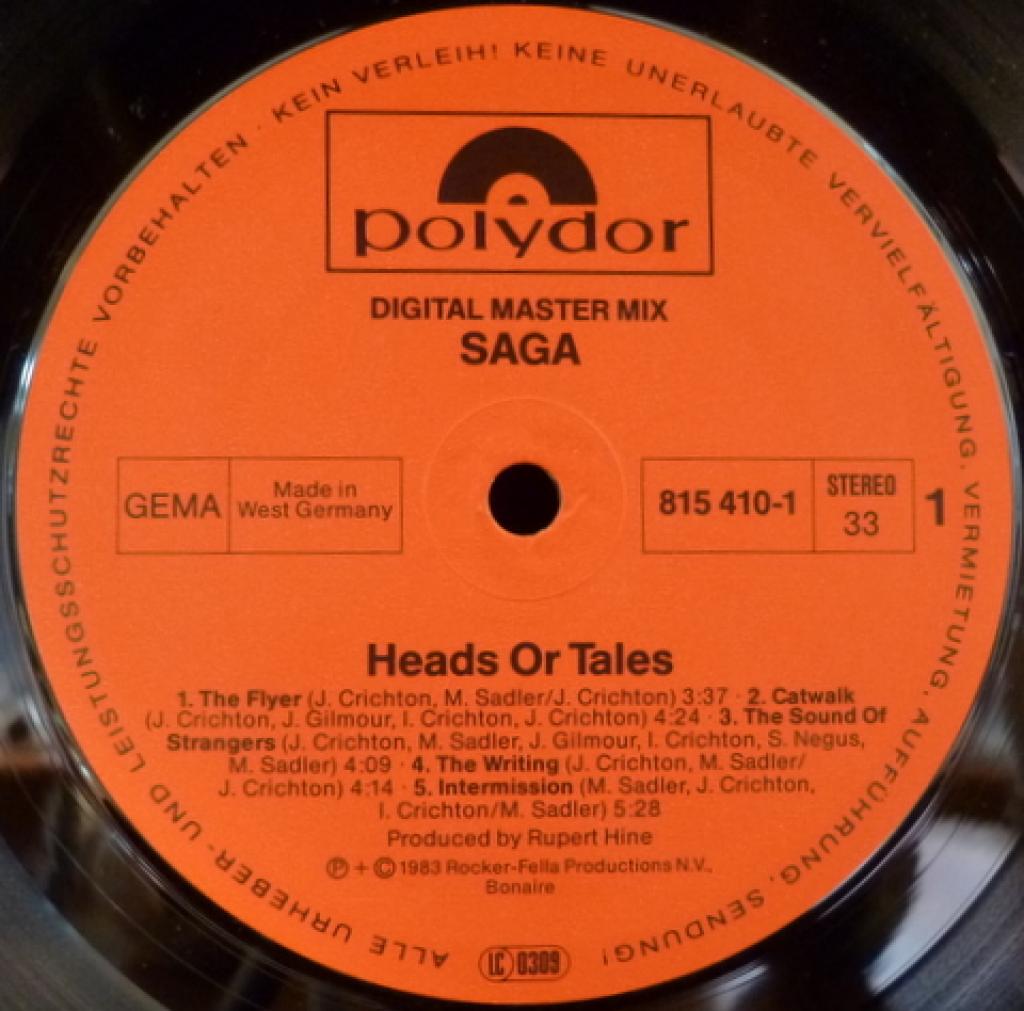 ALLE URHEBER- UND LEISTUNGSSCHUTZRECHTE VORBEHALTEN · KEIN VERLEIH! KEINE UNERLAUBTE VERVIELFÄLTIGUNG, VERMIETUNG, AUFFÜHRUNG, SENDUNG!
polydor
DIGITAL MASTER MIX
SAGA
GEMA
Made in
West Germany
815 410-1
STEREO
33
1
Heads Or Tales
1. The Flyer (J. Crichton, M. Sadler/J. Crichton) 3:37 · 2. Catwalk
(J. Crichton, J. Gilmour, I. Crichton, J. Crichton) 4:24 · 3. The Sound Of
Strangers (J. Crichton, M. Sadler, J. Gilmour, I. Crichton, S. Negus,
M. Sadler) 4:09 · 4. The Writing (J. Crichton, M. Sadler/
J. Crichton) 4:14 · 5. Intermission (M. Sadler, J. Crichton,
I. Crichton/M. Sadler) 5:28
Produced by Rupert Hine
℗ + © 1983 Rocker-Fella Productions N.V.,
Bonaire
LC 0309